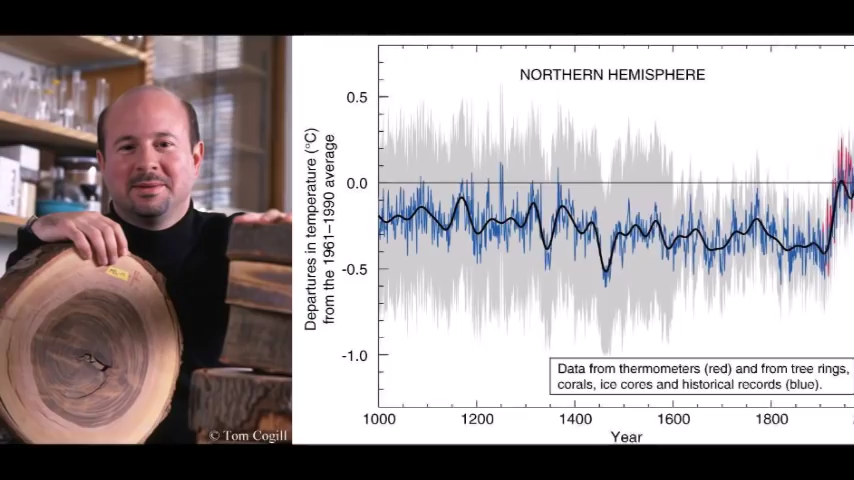 NORTHERN HEMISPHERE
Departures in temperature (°C)
from the 1961–1990 average
0.5
0.0
-0.5
-1.0
Data from thermometers (red) and from tree rings,
corals, ice cores and historical records (blue).
1000 1200 1400 1600 1800
Year
© Tom Cogill